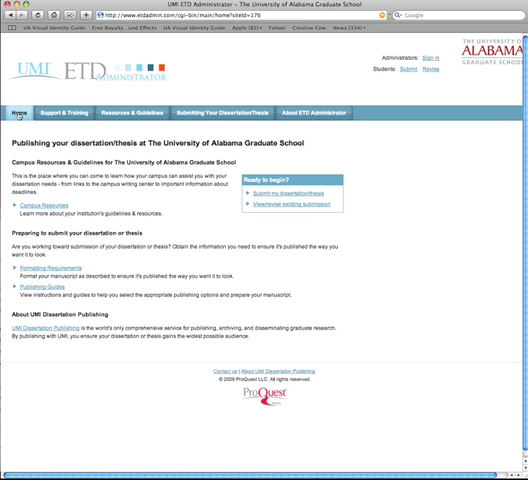 UMI ETD Administrator - The University of Alabama Graduate School
http://www.etdadmin.com/cgi-bin/main/home?siteId=176
Google
UA Visual Identity Guide Free Royalty ...and Effects UA Visual Identity Guide Apple (82) Yahoo! Creative Cow News (334)
UMI ETD ADMINISTRATOR
THE UNIVERSITY OF
ALABAMA
GRADUATE SCHOOL
Administrators: Sign in
Students: Submit Revise
Home Support & Training Resources & Guidelines Submitting Your Dissertation/Thesis About ETD Administrator
Publishing your dissertation/thesis at The University of Alabama Graduate School
Campus Resources & Guidelines for The University of Alabama Graduate School
This is the place where you can come to learn how your campus can assist you with your
dissertation needs - from links to the campus writing center to important information about
deadlines.
Campus Resources
Learn more about your institution's guidelines & resources.
Ready to begin?
Submit my dissertation/thesis
View/revise existing submission
Preparing to submit your dissertation or thesis
Are you working toward submission of your dissertation or thesis? Obtain the information you need to ensure it's published the way you
want it to look.
Formatting Requirements
Format your manuscript as described to ensure it's published the way you want it to look.
Publishing Guides
View instructions and guides to help you select the appropriate publishing options and prepare your manuscript.
About UMI Dissertation Publishing
UMI Dissertation Publishing is the world's only comprehensive service for publishing, archiving, and disseminating graduate research.
By publishing with UMI, you ensure your dissertation or thesis gains the widest possible audience.
Contact us | About UMI Dissertation Publishing
© 2009 ProQuest LLC. All rights reserved.
ProQuest